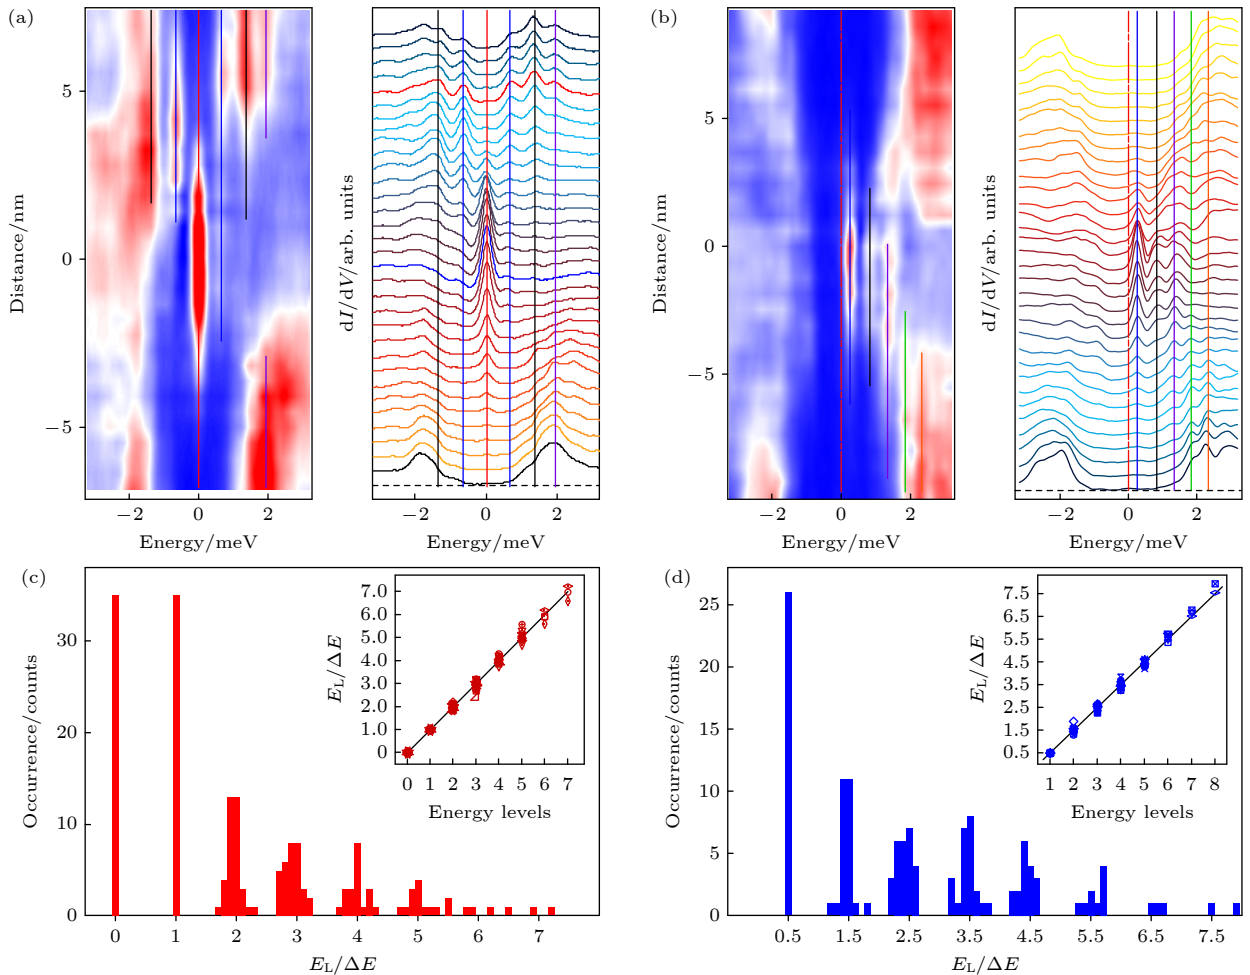 (a)
5
0
−5
Distance/nm
−2
0
2
Energy/meV
dI/dV/arb. units
−2
0
2
Energy/meV
(b)
5
0
−5
Distance/nm
−2
0
2
Energy/meV
dI/dV/arb. units
−2
0
2
Energy/meV
(c)
30
20
10
0
Occurrence/counts
0 1 2 3 4 5 6 7
E_L/ΔE
7.0
6.0
5.0
4.0
3.0
2.0
1.0
0
E_L/ΔE
0 1 2 3 4 5 6 7
Energy levels
(d)
25
20
15
10
5
0
Occurrence/counts
0.5 1.5 2.5 3.5 4.5 5.5 6.5 7.5
E_L/ΔE
7.5
6.5
5.5
4.5
3.5
2.5
1.5
0.5
E_L/ΔE
1 2 3 4 5 6 7 8
Energy levels